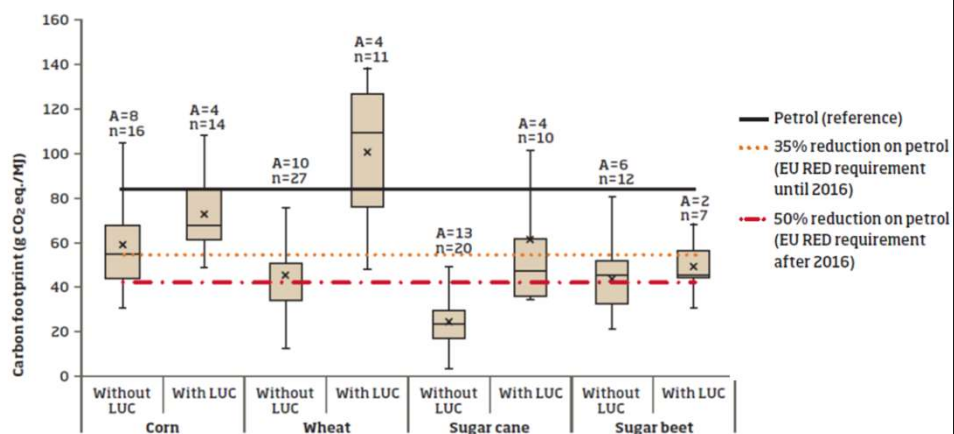 Carbon footprint (g CO₂ eq./MJ)
160
140
120
100
80
60
40
20
0
A=8
n=16
A=4
n=14
A=10
n=27
A=4
n=11
A=13
n=20
A=4
n=10
A=6
n=12
A=2
n=7
Without
LUC
With LUC
Without
LUC
With LUC
Without
LUC
With LUC
Without
LUC
With LUC
Corn
Wheat
Sugar cane
Sugar beet
Petrol (reference)
35% reduction on petrol
(EU RED requirement
until 2016)
50% reduction on petrol
(EU RED requirement
after 2016)